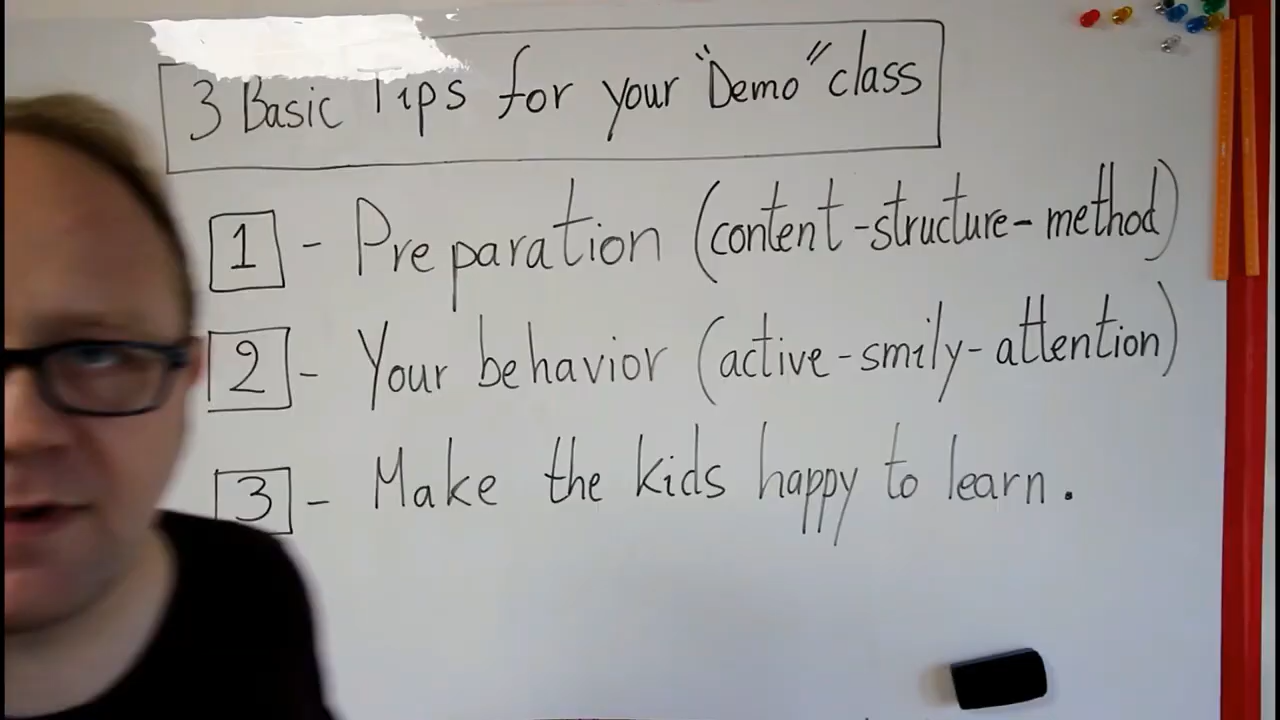 3 Basic Tips for your "Demo" class
1 - Preparation (content-structure-method)
2 - Your behavior (active-smily-attention)
3 - Make the kids happy to learn.